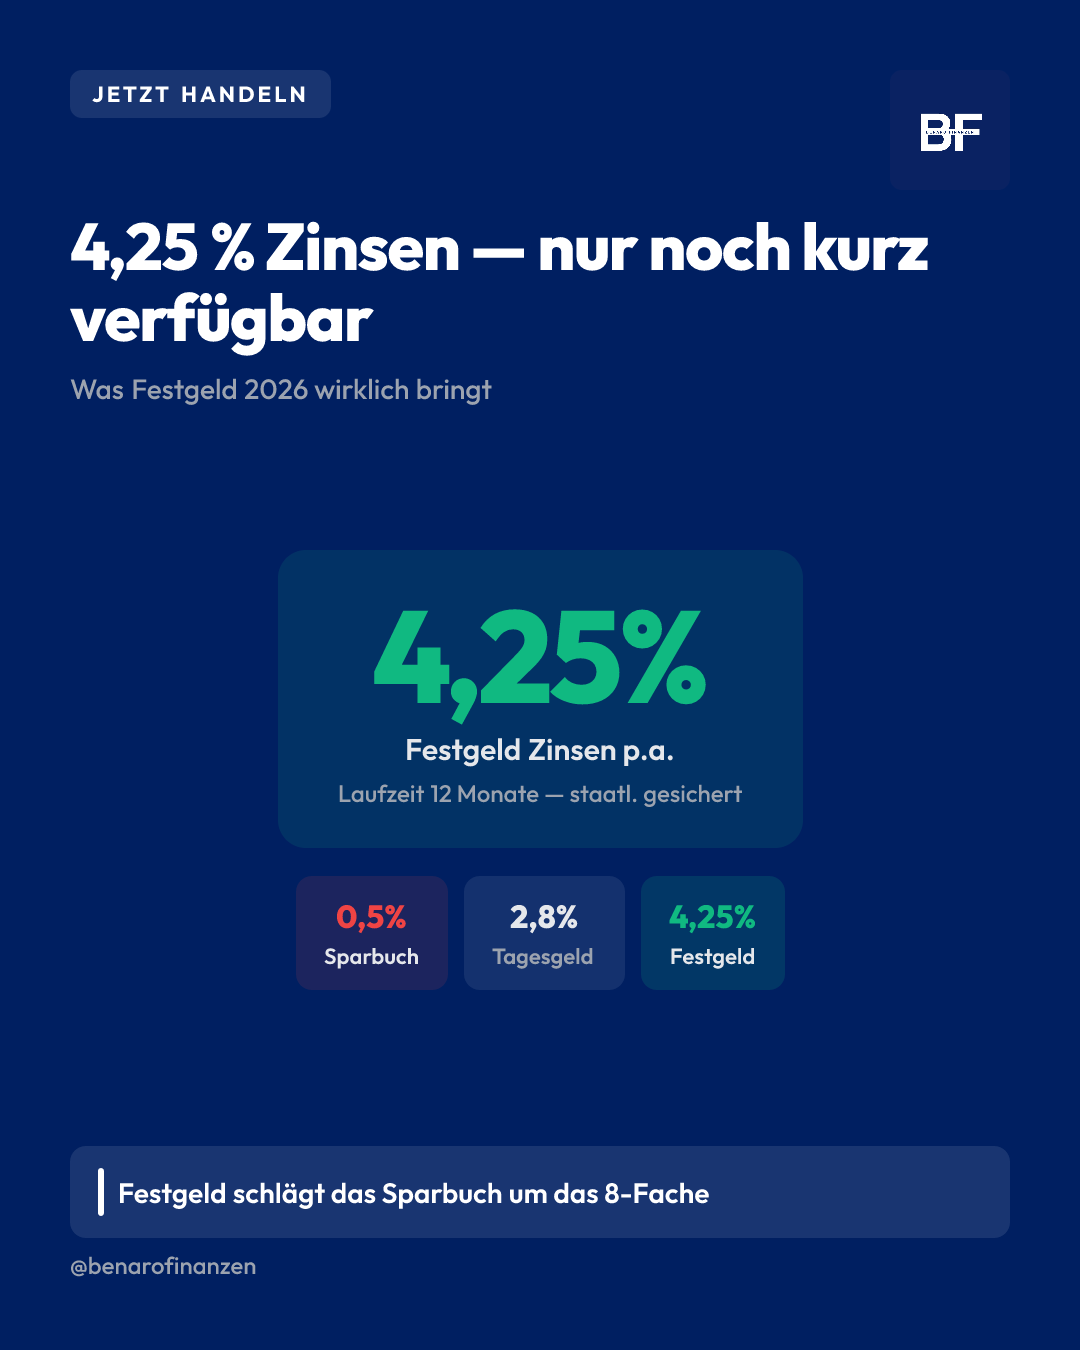 JETZT HANDELN
BF
4,25 % Zinsen — nur noch kurz
verfügbar
Was Festgeld 2026 wirklich bringt
4,25%
Festgeld Zinsen p.a.
Laufzeit 12 Monate — staatl. gesichert
0,5%
Sparbuch
2,8%
Tagesgeld
4,25%
Festgeld
Festgeld schlägt das Sparbuch um das 8-Fache
@benarofinanzen